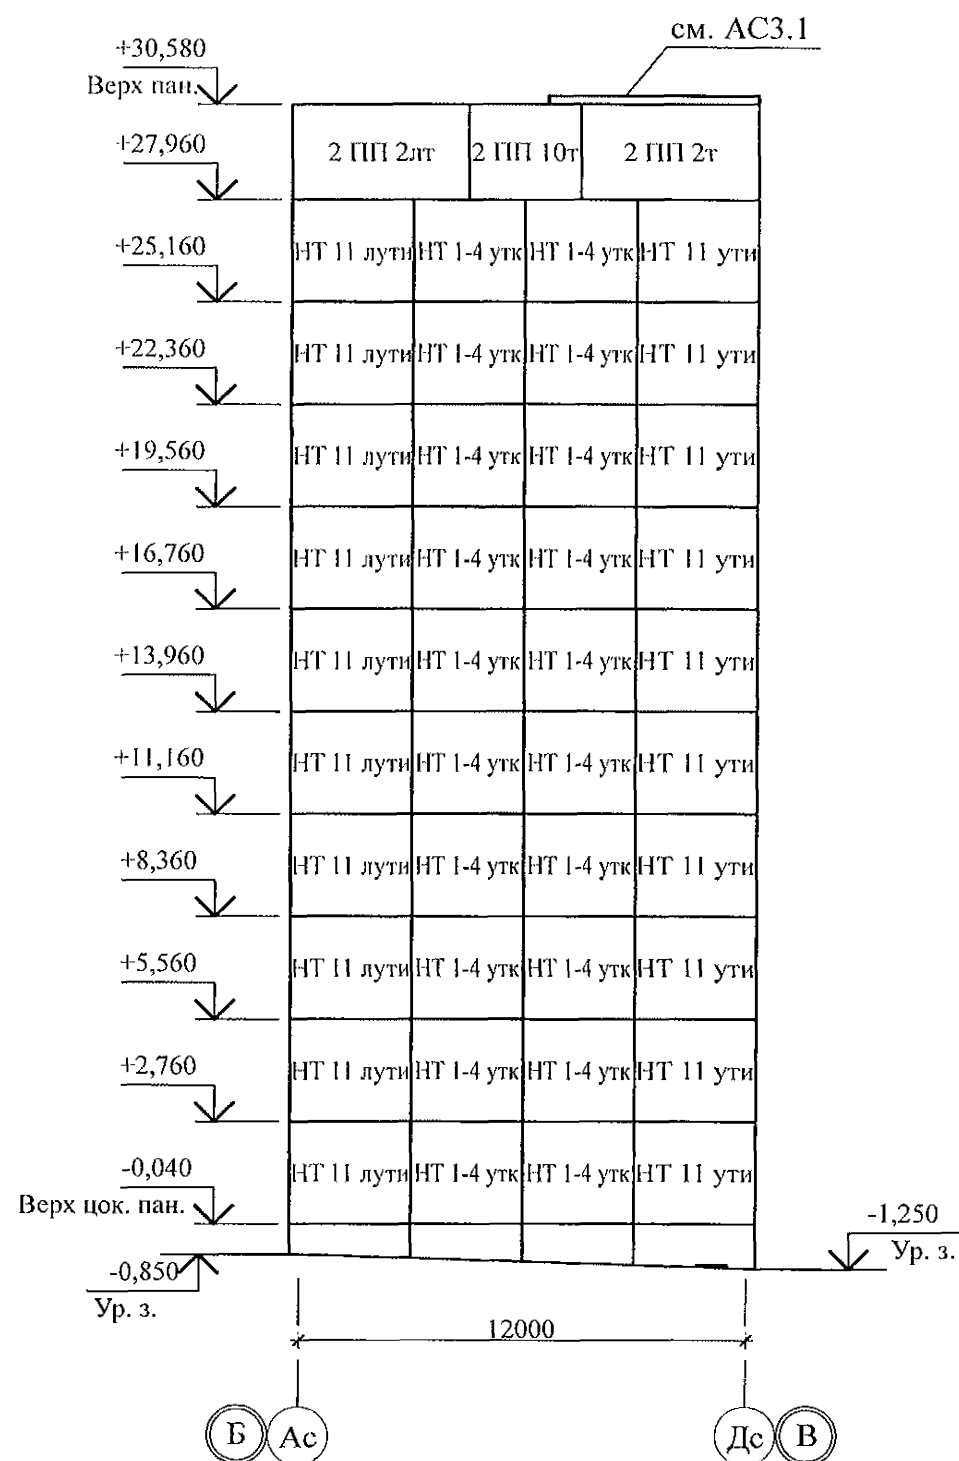 см. АС3.1
+30,580
Верх пан.
+27,960
2 ПП 2лт 2 ПП 10т 2 ПП 2т
+25,160
НТ 11 лути НТ 1-4 утк НТ 1-4 утк НТ 11 ути
+22,360
НТ 11 лути НТ 1-4 утк НТ 1-4 утк НТ 11 ути
+19,560
НТ 11 лути НТ 1-4 утк НТ 1-4 утк НТ 11 ути
+16,760
НТ 11 лути НТ 1-4 утк НТ 1-4 утк НТ 11 ути
+13,960
НТ 11 лути НТ 1-4 утк НТ 1-4 утк НТ 11 ути
+11,160
НТ 11 лути НТ 1-4 утк НТ 1-4 утк НТ 11 ути
+8,360
НТ 11 лути НТ 1-4 утк НТ 1-4 утк НТ 11 ути
+5,560
НТ 11 лути НТ 1-4 утк НТ 1-4 утк НТ 11 ути
+2,760
НТ 11 лути НТ 1-4 утк НТ 1-4 утк НТ 11 ути
-0,040
Верх цок. пан.
НТ 11 лути НТ 1-4 утк НТ 1-4 утк НТ 11 ути
-1,250
Ур. з.
-0,850
Ур. з.
12000
Б Ас Дс В